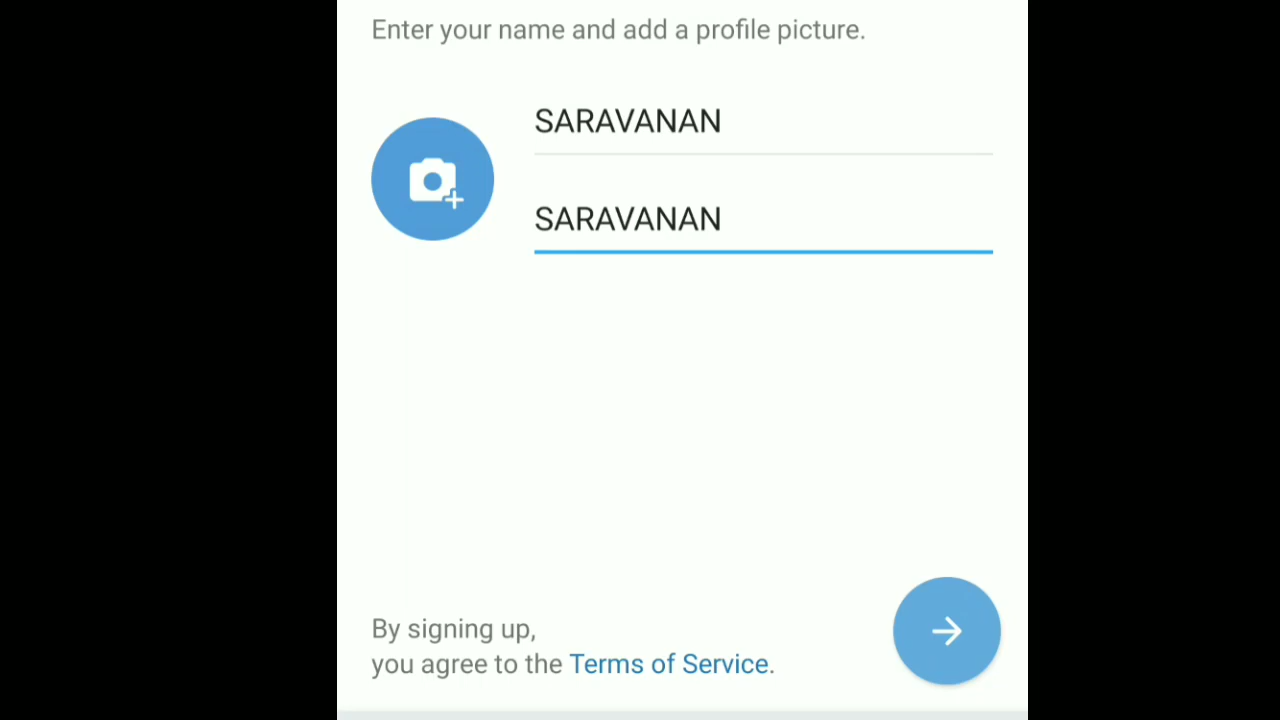 Enter your name and add a profile picture.
SARAVANAN
SARAVANAN
By signing up,
you agree to the Terms of Service.